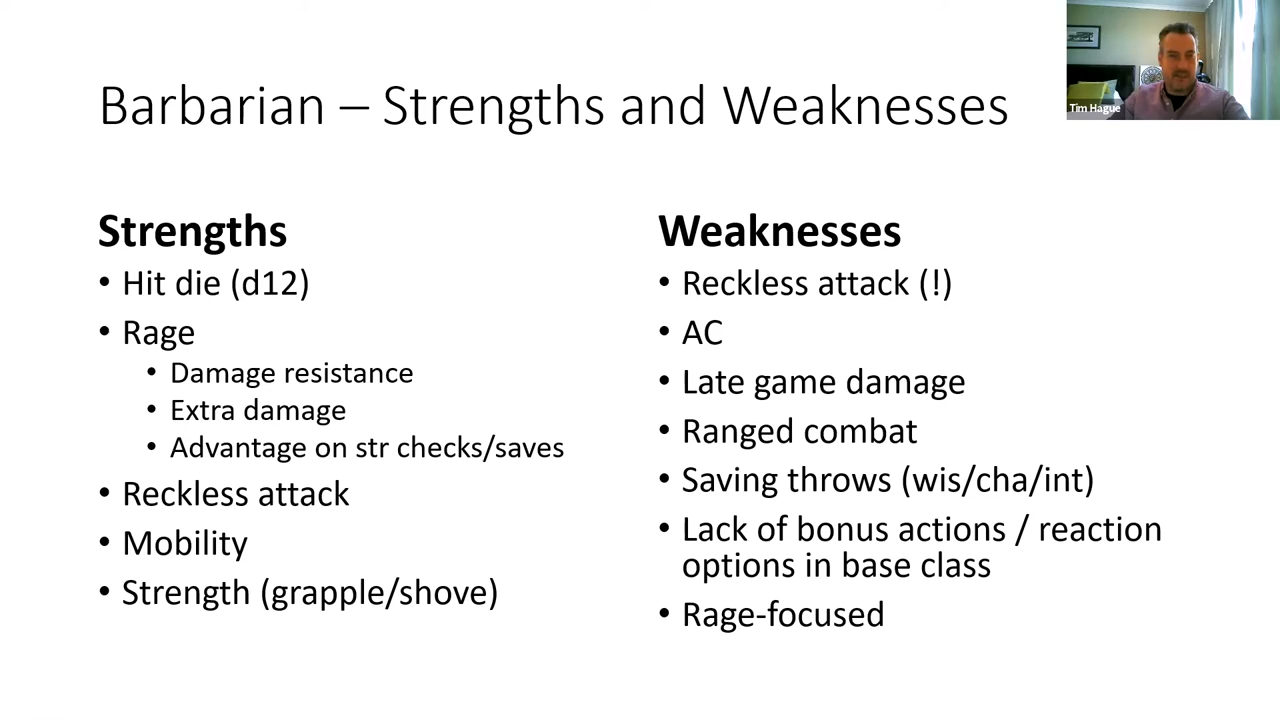 Barbarian – Strengths and Weaknesses
Tim Hague
Strengths
• Hit die (d12)
• Rage
• Damage resistance
• Extra damage
• Advantage on str checks/saves
• Reckless attack
• Mobility
• Strength (grapple/shove)
Weaknesses
• Reckless attack (!)
• AC
• Late game damage
• Ranged combat
• Saving throws (wis/cha/int)
• Lack of bonus actions / reaction
options in base class
• Rage-focused